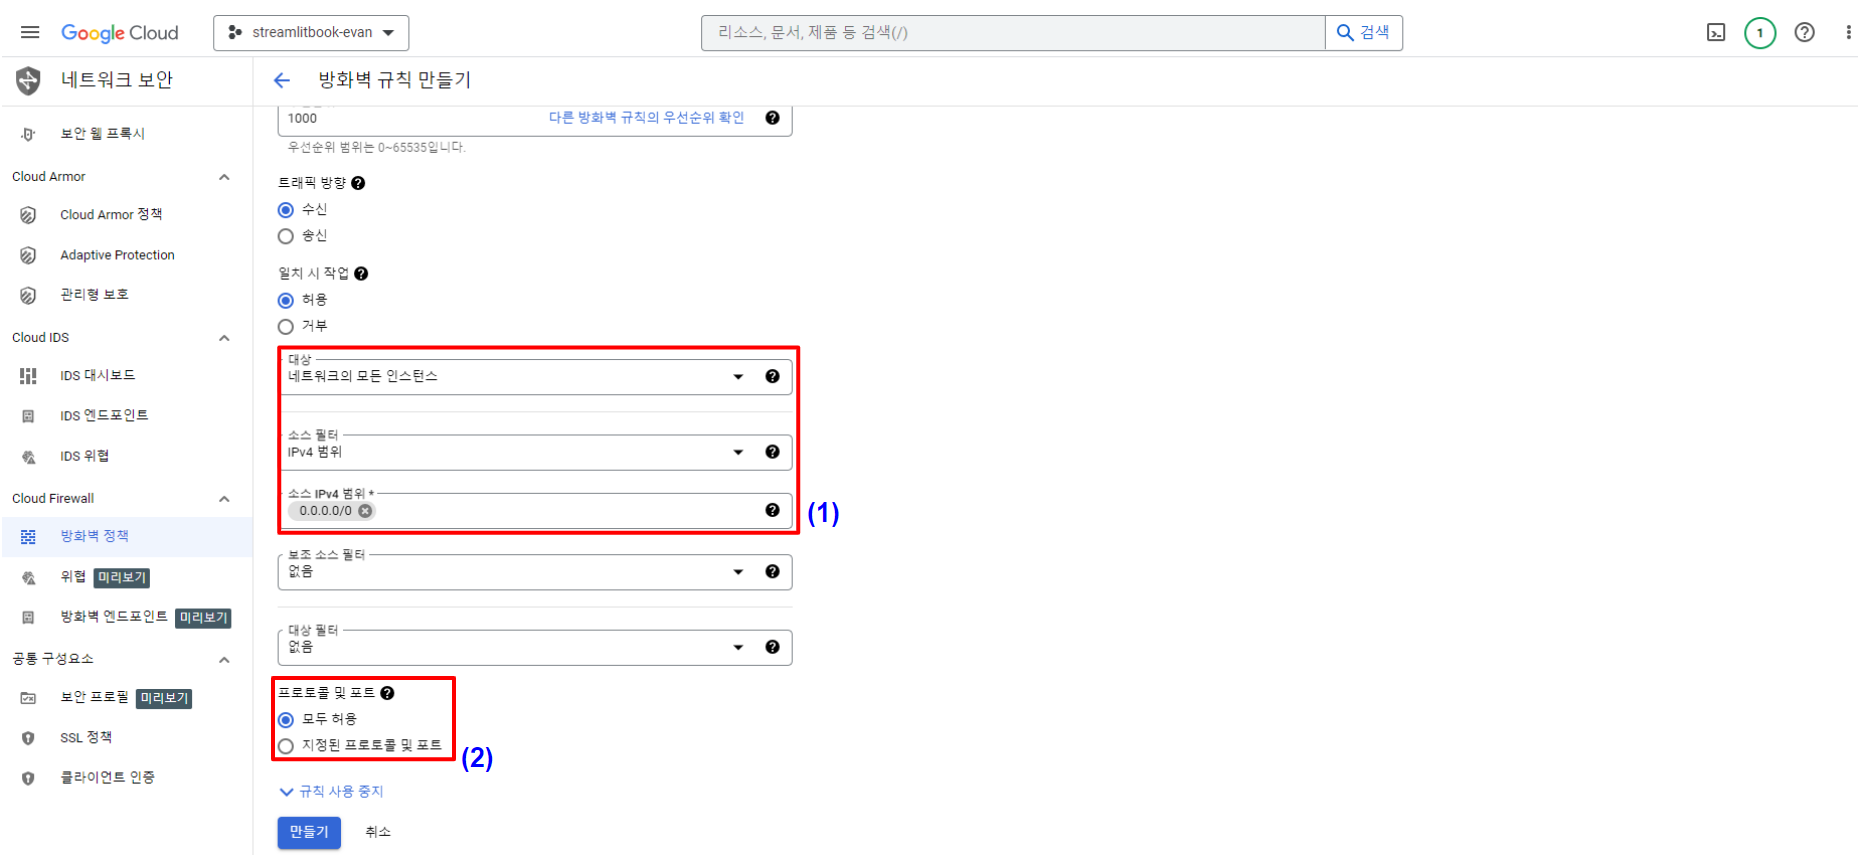 Google Cloud
streamlitbook-evan
리소스, 문서, 제품 등 검색(/)
검색
1
네트워크 보안
방화벽 규칙 만들기
보안 웹 프록시
Cloud Armor
Cloud Armor 정책
Adaptive Protection
관리형 보호
Cloud IDS
IDS 대시보드
IDS 엔드포인트
IDS 위협
Cloud Firewall
방화벽 정책
위협 미리보기
방화벽 엔드포인트 미리보기
공통 구성요소
보안 프로필 미리보기
SSL 정책
클라이언트 인증
1000
다른 방화벽 규칙의 우선순위 확인
우선순위 범위는 0~65535입니다.
트래픽 방향
수신
송신
일치 시 작업
허용
거부
대상
네트워크의 모든 인스턴스
소스 필터
IPv4 범위
소스 IPv4 범위 *
0.0.0.0/0
(1)
보조 소스 필터
없음
대상 필터
없음
프로토콜 및 포트
모두 허용
지정된 프로토콜 및 포트
(2)
규칙 사용 중지
만들기
취소